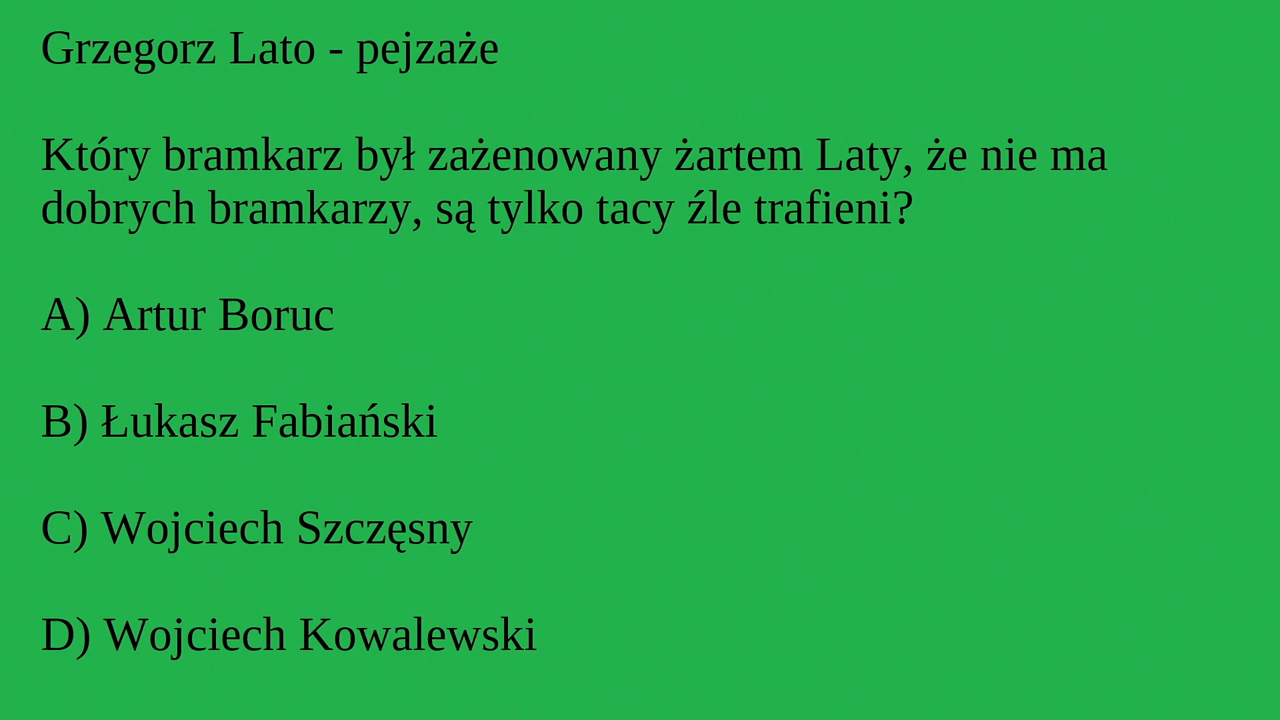 Grzegorz Lato - pejzaże
Który bramkarz był zażenowany żartem Laty, że nie ma
dobrych bramkarzy, są tylko tacy źle trafieni?
A) Artur Boruc
B) Łukasz Fabiański
C) Wojciech Szczęsny
D) Wojciech Kowalewski